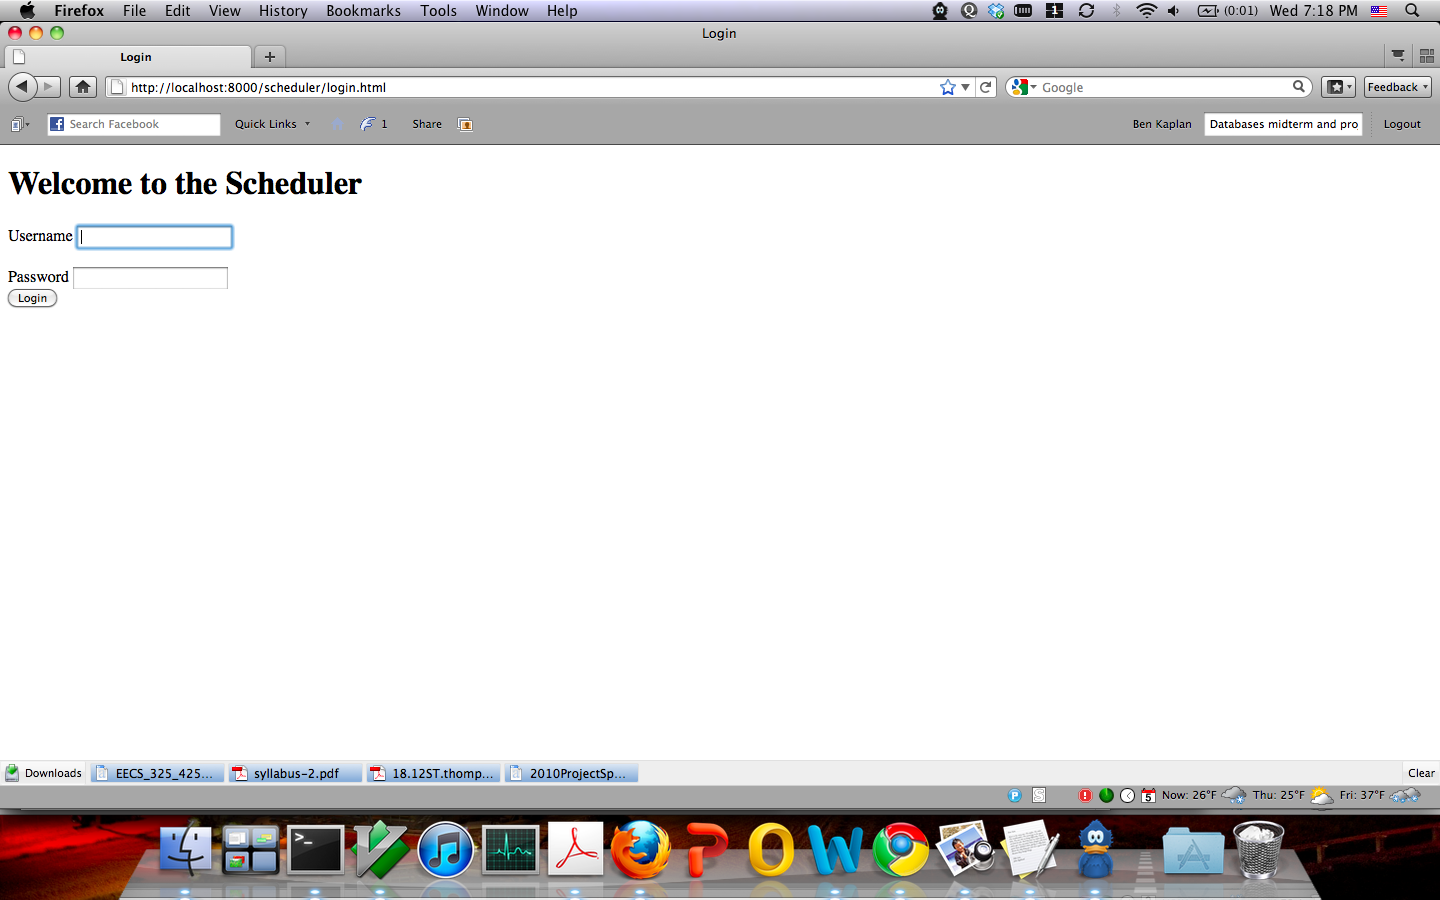 Firefox File Edit View History Bookmarks Tools Window Help 1 (0:01) Wed 7:18 PM
Login
Login
http://localhost:8000/scheduler/login.html Google Feedback
Search Facebook Quick Links 1 Share Ben Kaplan Databases midterm and pro Logout
Welcome to the Scheduler
Username
Password
Login
Downloads EECS_325_425... syllabus-2.pdf 18.12ST.thomp... 2010ProjectSp... Clear
5 Now: 26°F Thu: 25°F Fri: 37°F